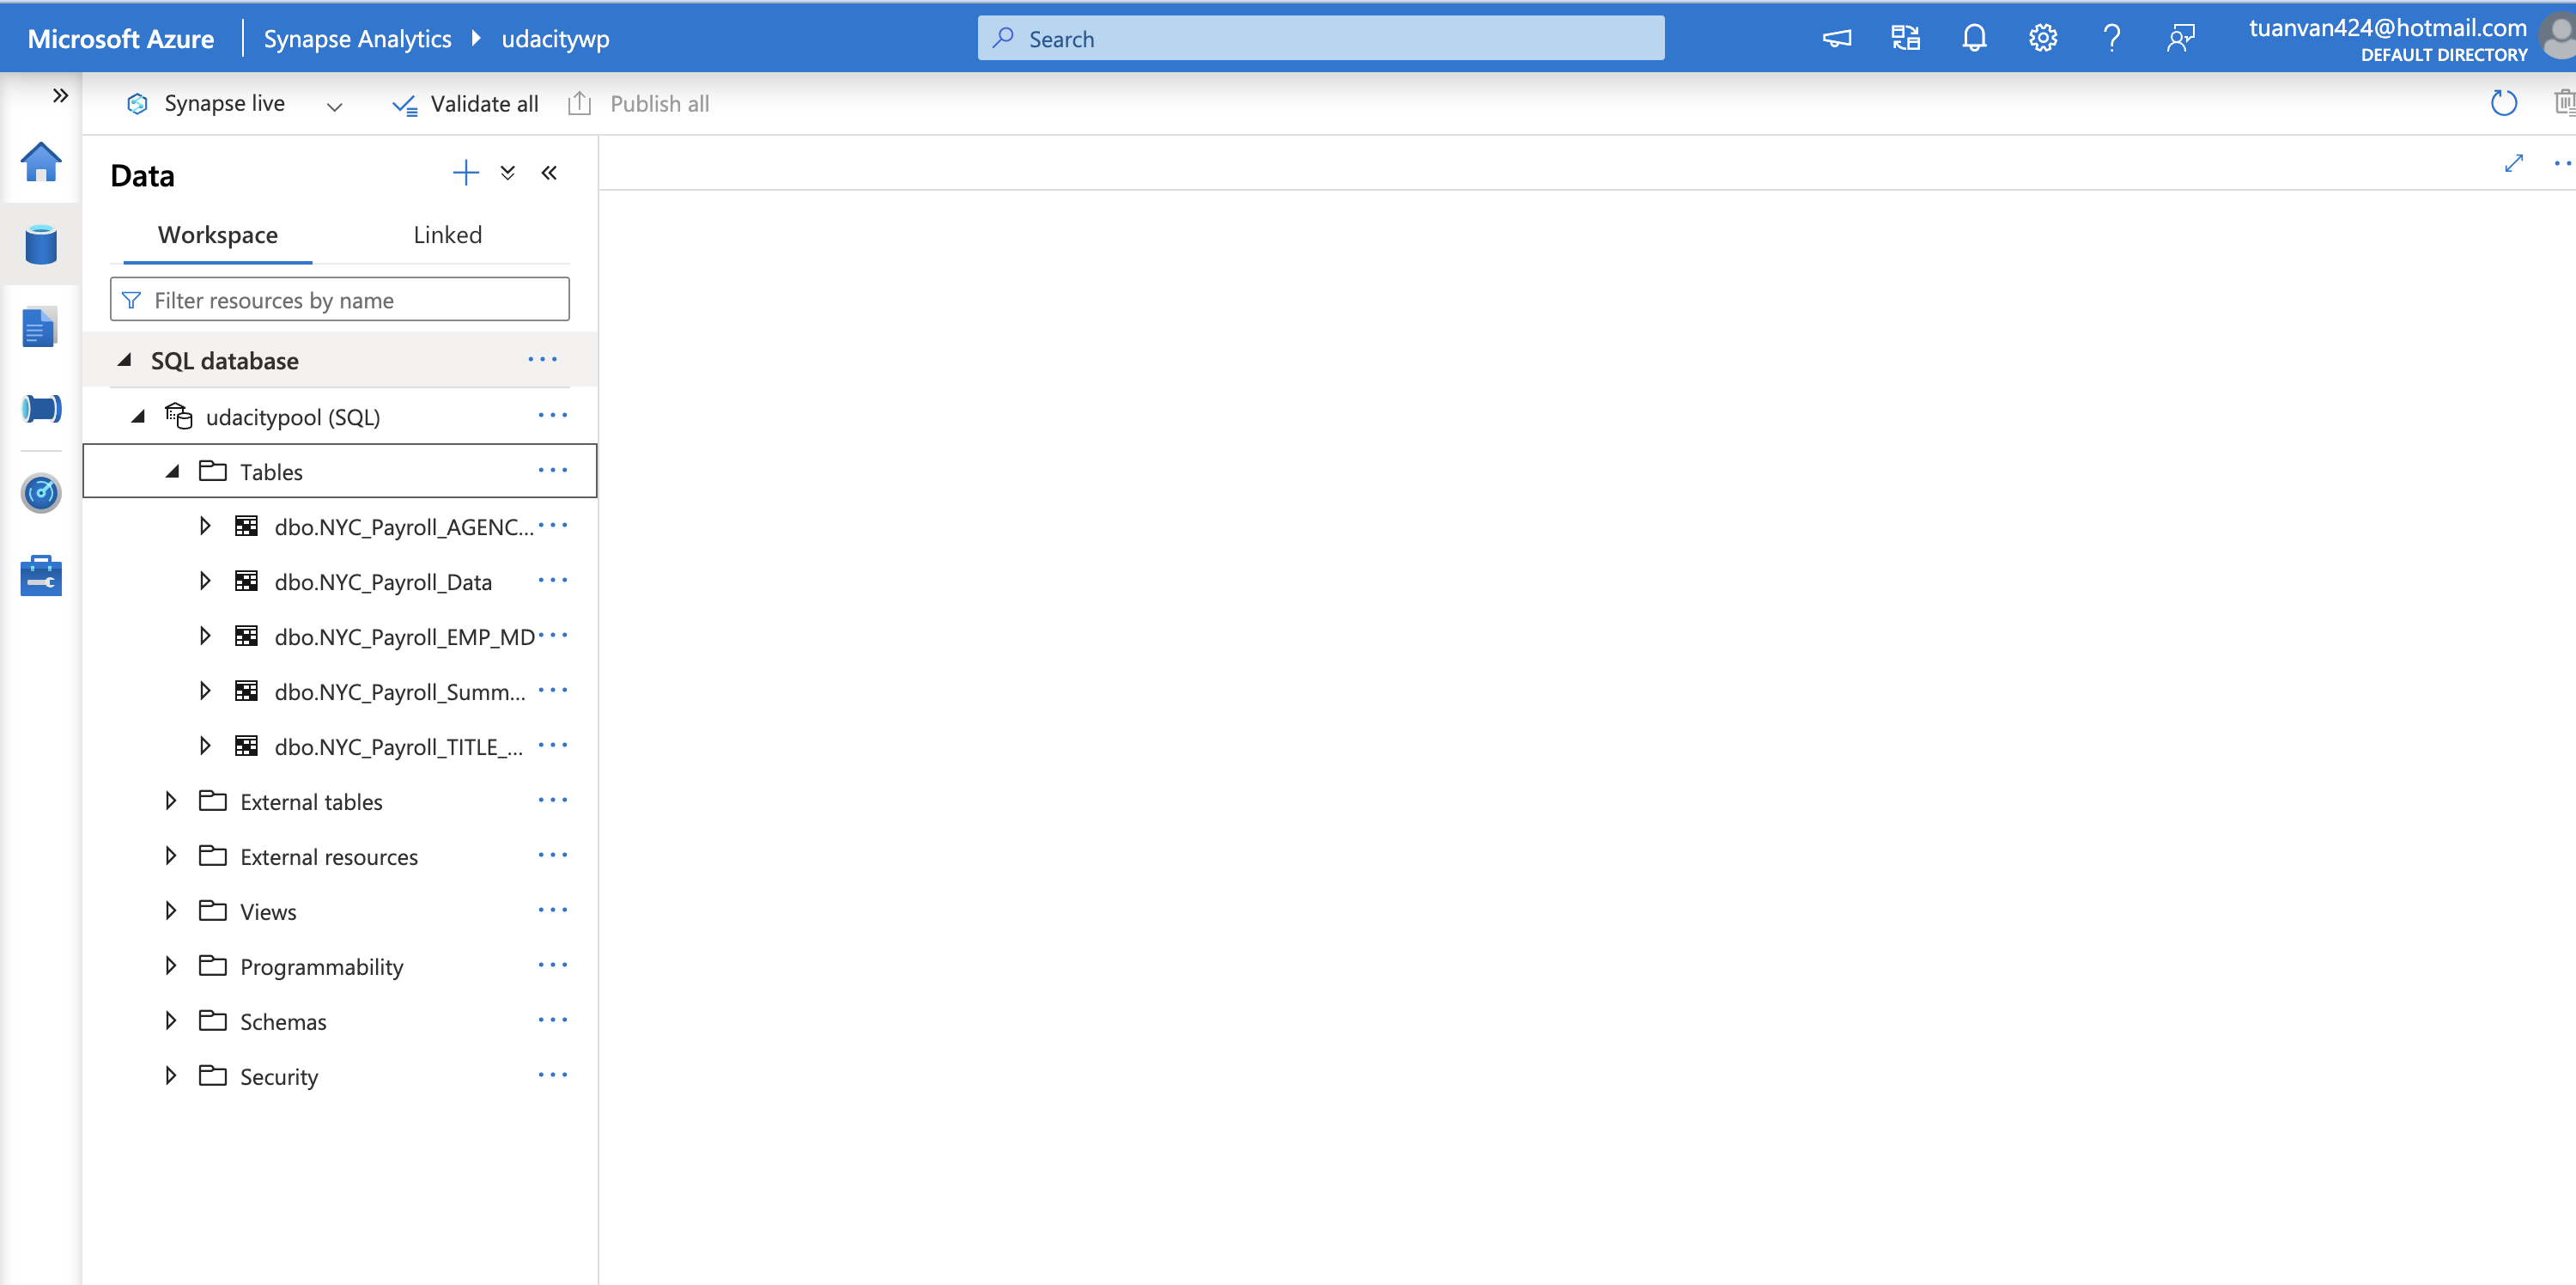 Microsoft Azure
Synapse Analytics
udacitywp
Search
tuanvan424@hotmail.com
DEFAULT DIRECTORY
Synapse live
Validate all
Publish all
Data
Workspace
Linked
Filter resources by name
SQL database
udacitypool (SQL)
Tables
dbo.NYC_Payroll_AGENC...
dbo.NYC_Payroll_Data
dbo.NYC_Payroll_EMP_MD
dbo.NYC_Payroll_Summ...
dbo.NYC_Payroll_TITLE_...
External tables
External resources
Views
Programmability
Schemas
Security